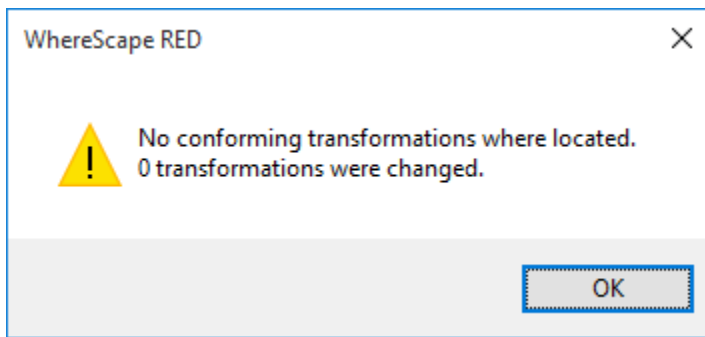 WhereScape RED
No conforming transformations where located.
0 transformations were changed.
OK